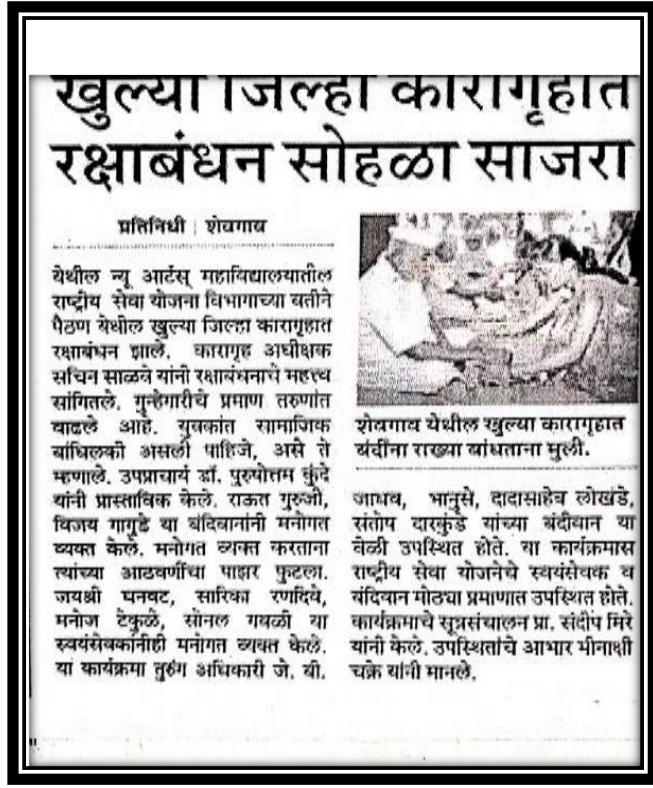 खुल्या जिल्हा कारागृहात
रक्षाबंधन सोहळा साजरा
प्रतिनिधी | शेवगाव
येथील न्यू आर्टस् महाविद्यालयातील
राष्ट्रीय सेवा योजना विभागाच्या वतीने
पैठण येथील खुल्या जिल्हा कारागृहात
रक्षाबंधन झाले. कारागृह अधीक्षक
सचिन साळवे यांनी रक्षाबंधनाचे महत्त्व
सांगितले. गुन्हेगारीचे प्रमाण तरुणांत
वाढले आहे. युवकांत सामाजिक
बांधिलकी असली पाहिजे, असे ते
म्हणाले. उपप्राचार्य डॉ. पुरुषोत्तम कुंदे
यांनी प्रास्ताविक केले. राऊत गुरुजी,
विजय गागुडे या बंदिवानांनी मनोगत
व्यक्त केले. मनोगत व्यक्त करताना
त्यांच्या आठवणींचा पाझर फुटला.
जयश्री घनवट, सारिका रणदिवे,
मनोज टेकुळे, सोनल गवळी या
स्वयंसेवकांनीही मनोगत व्यक्त केले.
या कार्यक्रमा तुरुंग अधिकारी जे. बी.
शेवगाव येथील खुल्या कारागृहात
बंदींना राख्या बांधताना मुली.
जाधव, भानुसे, दादासाहेब लोखंडे,
संतोष दारकुंडे यांच्या बंदीवान या
वेळी उपस्थित होते. या कार्यक्रमास
राष्ट्रीय सेवा योजनेचे स्वयंसेवक व
बंदिवान मोठ्या प्रमाणात उपस्थित होते.
कार्यक्रमाचे सूत्रसंचालन प्रा. संदीप मिरे
यांनी केले. उपस्थितांचे आभार मीनाक्षी
चक्रे यांनी मानले.